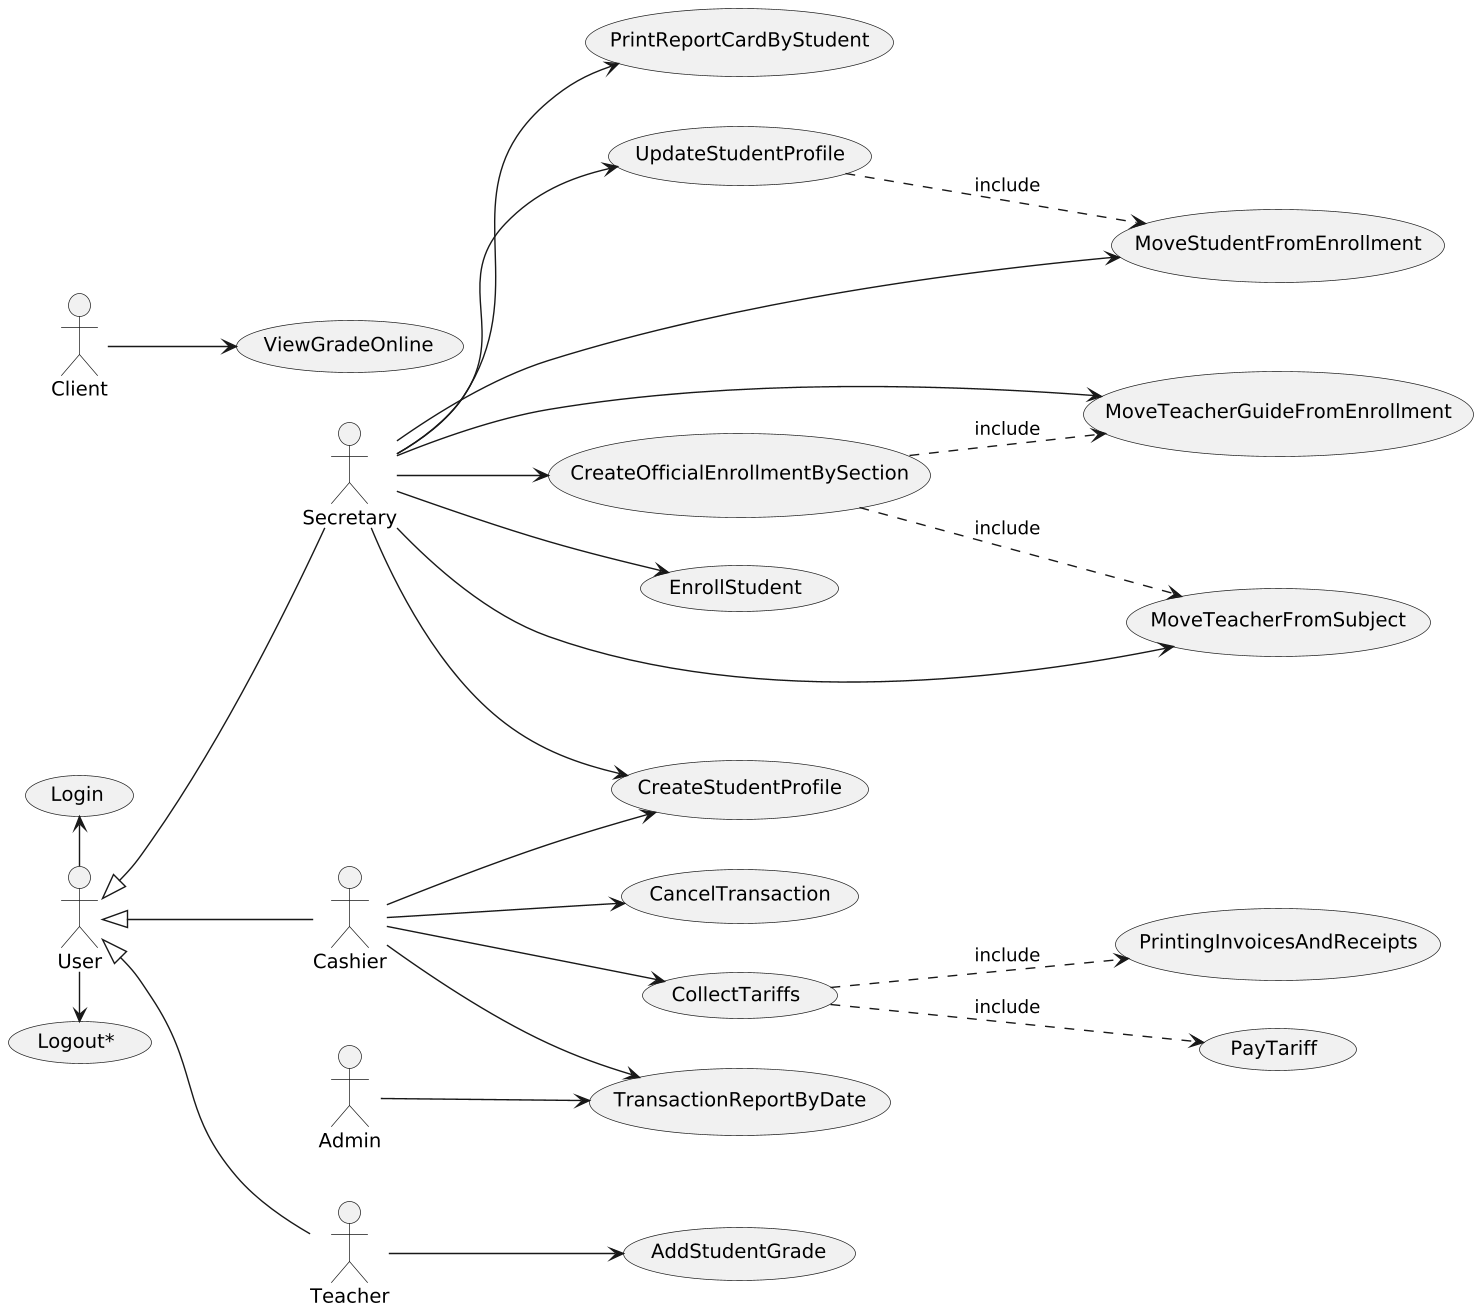 PrintReportCardByStudent
UpdateStudentProfile
include
MoveStudentFromEnrollment
ViewGradeOnline
Client
MoveTeacherGuideFromEnrollment
include
CreateOfficialEnrollmentBySection
Secretary
include
EnrollStudent
MoveTeacherFromSubject
CreateStudentProfile
Login
CancelTransaction
PrintingInvoicesAndReceipts
include
User
Cashier
CollectTariffs
include
Logout*
PayTariff
TransactionReportByDate
Admin
AddStudentGrade
Teacher